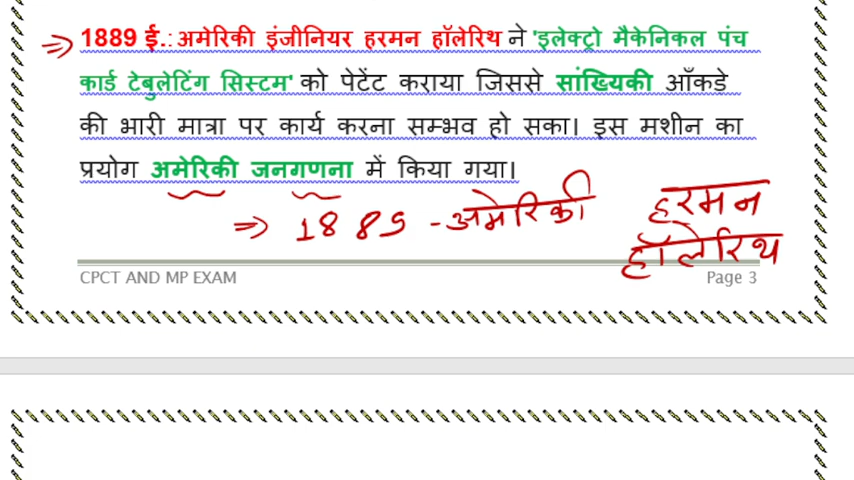 ⇒ 1889 ई.: अमेरिकी इंजीनियर हरमन हॉलेरिथ ने 'इलेक्ट्रो मैकेनिकल पंच
कार्ड टेबुलेटिंग सिस्टम' को पेटेंट कराया जिससे सांख्यिकी आँकडे
की भारी मात्रा पर कार्य करना सम्भव हो सका। इस मशीन का
प्रयोग अमेरिकी जनगणना में किया गया।
⇒ 1889 - अमेरिकी
हरमन
हॉलेरिथ
CPCT AND MP EXAM
Page 3